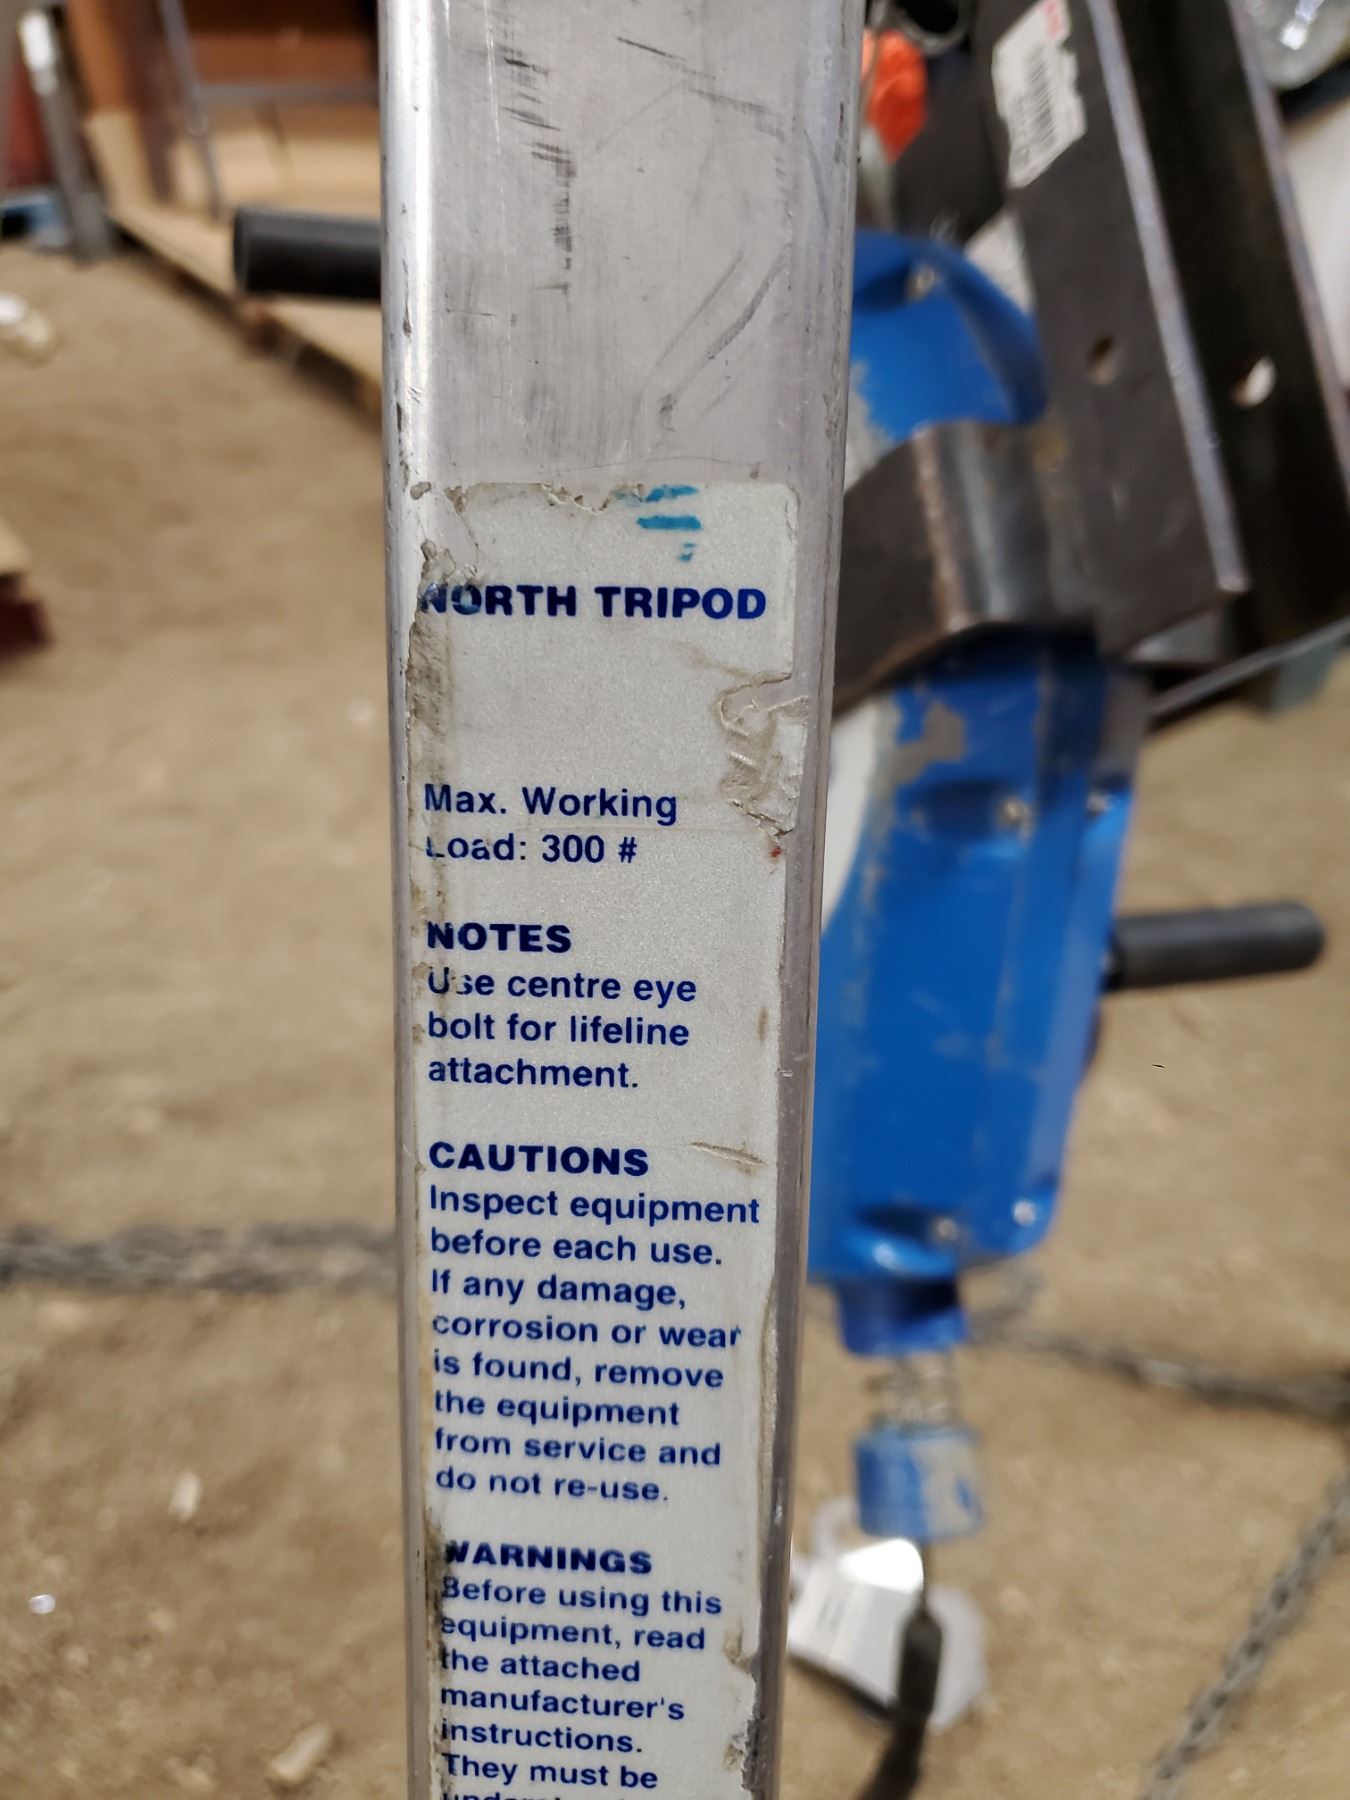 NORTH TRIPOD
Max. Working
Load: 300 #
NOTES
Use centre eye
bolt for lifeline
attachment.
CAUTIONS
Inspect equipment
before each use.
If any damage,
corrosion or wear
is found, remove
the equipment
from service and
do not re-use.
WARNINGS
Before using this
equipment, read
the attached
manufacturer's
instructions.
They must be